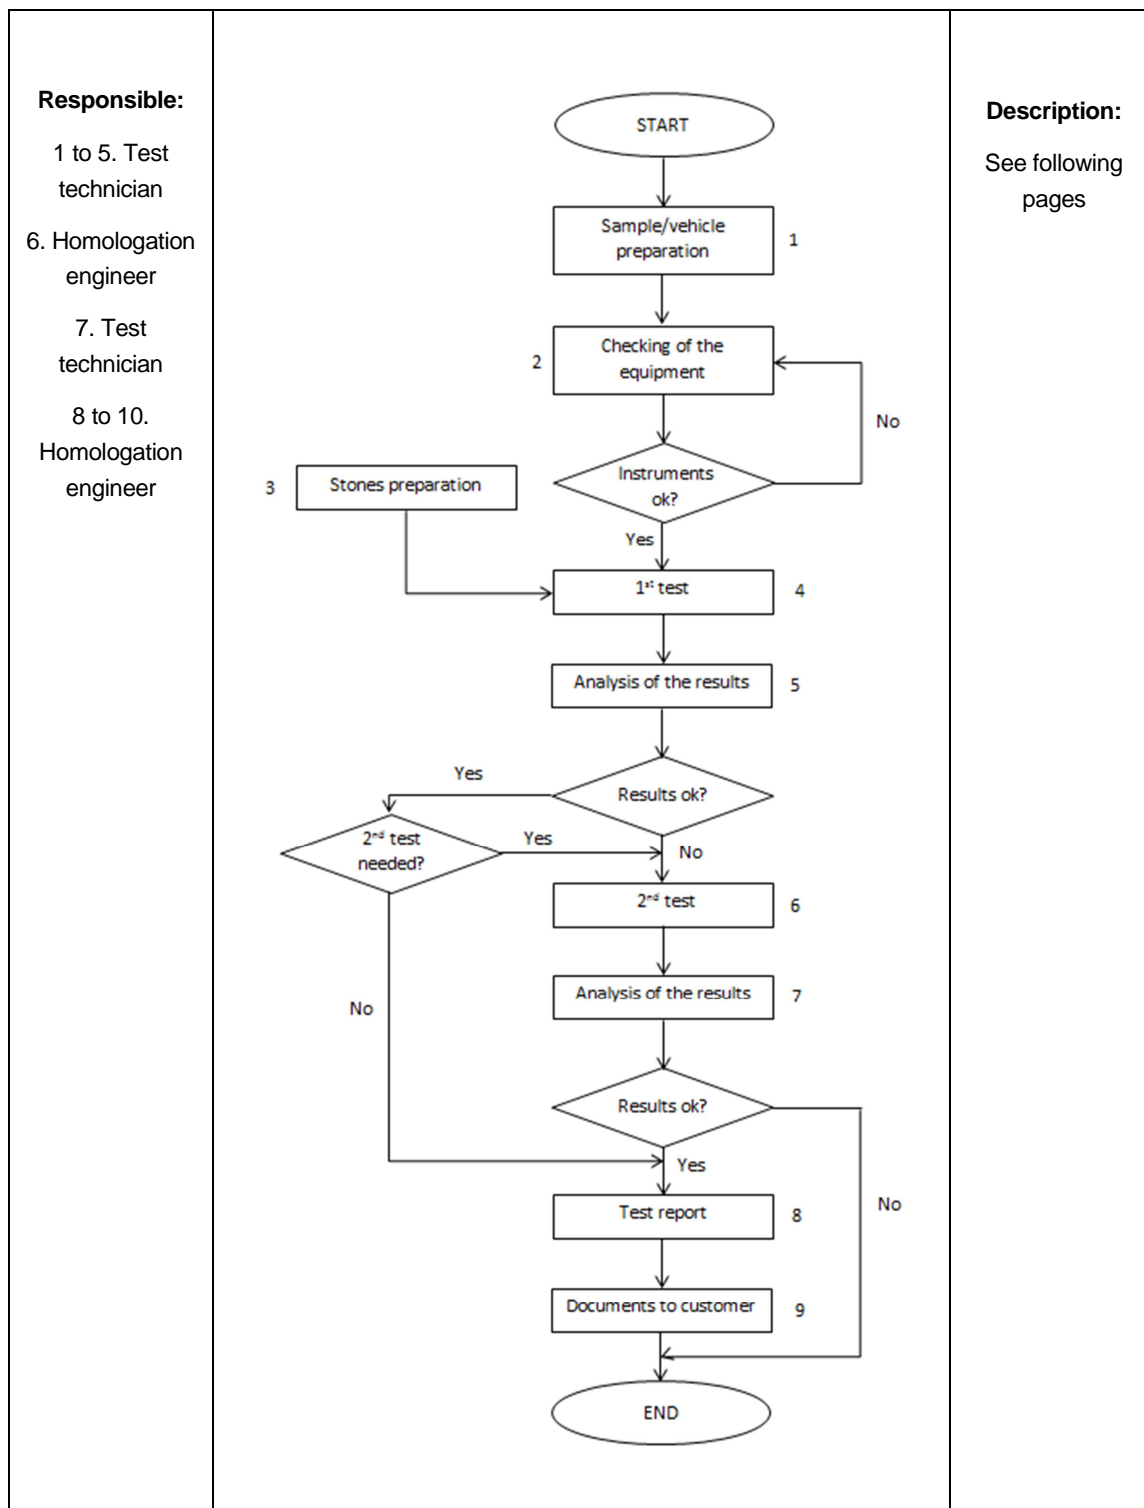 Responsible:
1 to 5. Test
technician
6. Homologation
engineer
7. Test
technician
8 to 10.
Homologation
engineer
START
Sample/vehicle
preparation
1
2
Checking of the
equipment
No
3
Stones preparation
Instruments
ok?
Yes
1st test
4
Analysis of the results
5
Yes
Results ok?
2nd test
needed?
Yes
No
2nd test
6
Analysis of the results
7
No
Results ok?
Yes
No
Test report
8
Documents to customer
9
END
Description:
See following
pages